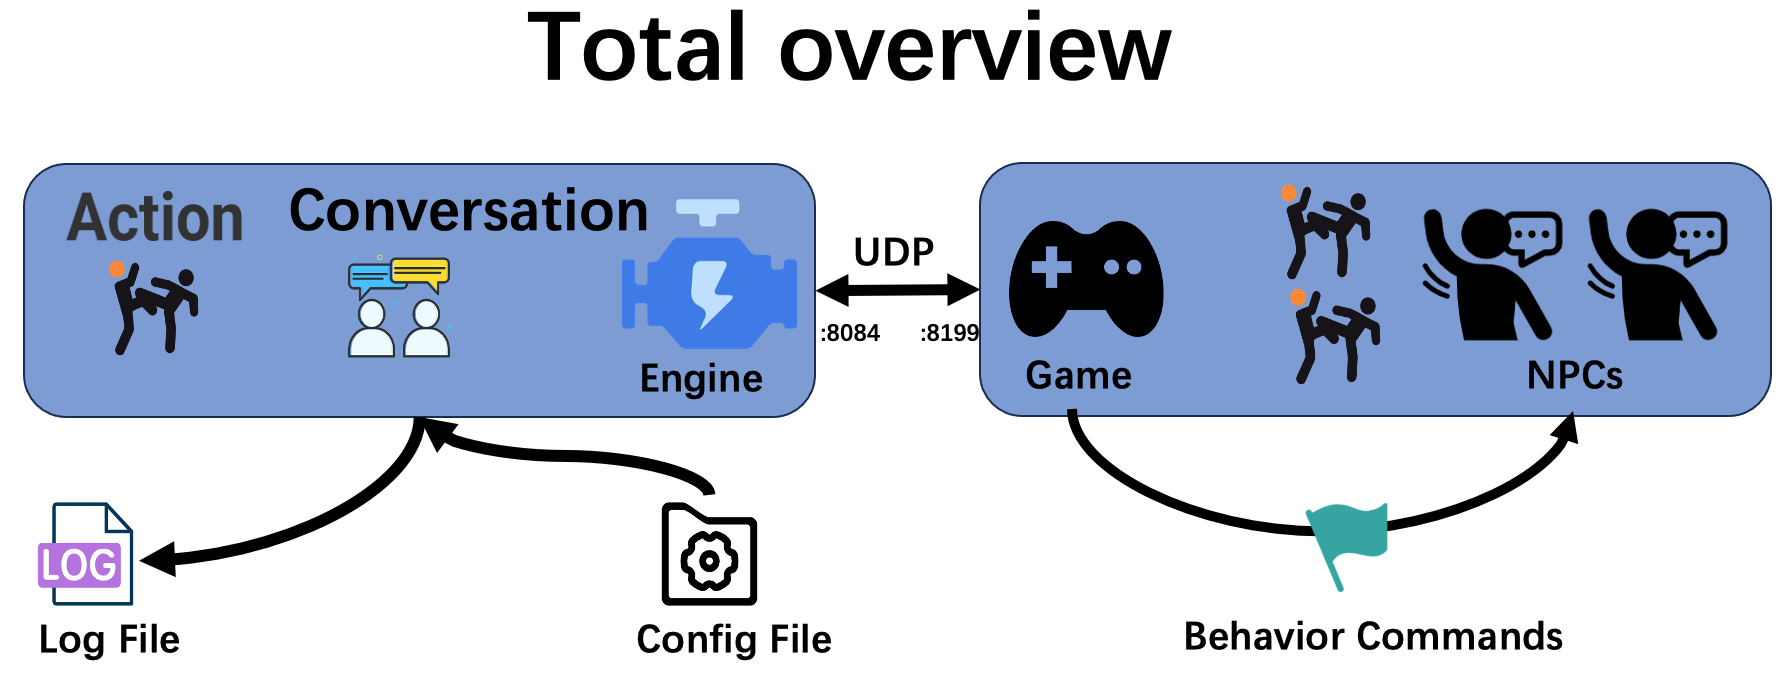 Total overview
Action
Conversation
Engine
UDP
:8084
:8199
Game
NPCs
LOG
Log File
Config File
Behavior Commands